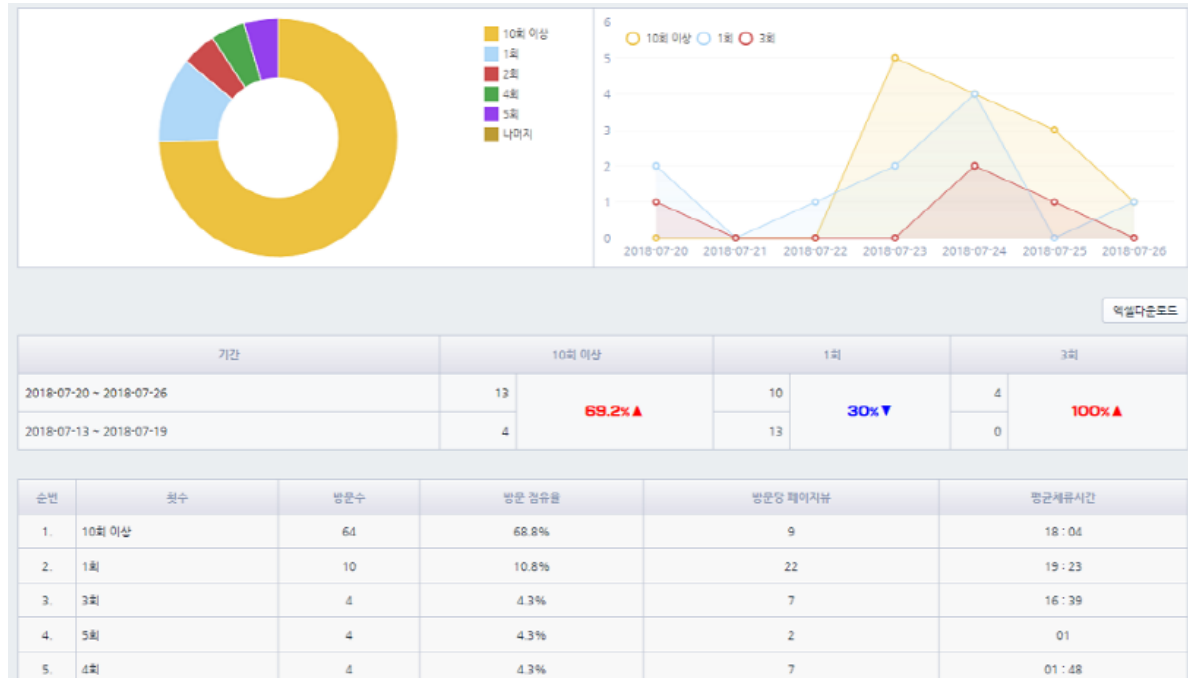 10회 이상
1회
2회
4회
5회
나머지
6
10회 이상 1회 3회
5
4
3
2
1
0
2018-07-20 2018-07-21 2018-07-22 2018-07-23 2018-07-24 2018-07-25 2018-07-26
엑셀다운로드
기간 10회 이상 1회 3회
2018-07-20 ~ 2018-07-26 13 69.2%▲ 10 30%▼ 4 100%▲
2018-07-13 ~ 2018-07-19 4 13 0
순번 횟수 방문수 방문 점유율 방문당 페이지뷰 평균체류시간
1. 10회 이상 64 68.8% 9 18 : 04
2. 1회 10 10.8% 22 19 : 23
3. 3회 4 4.3% 7 16 : 39
4. 5회 4 4.3% 2 01
5. 4회 4 4.3% 7 01 : 48